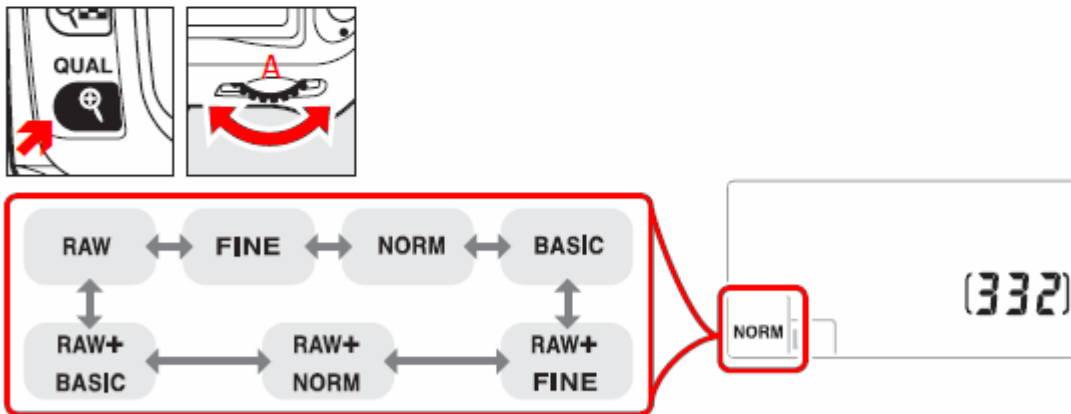 QUAL
A
RAW
FINE
NORM
BASIC
RAW+
BASIC
RAW+
NORM
RAW+
FINE
NORM
(332)